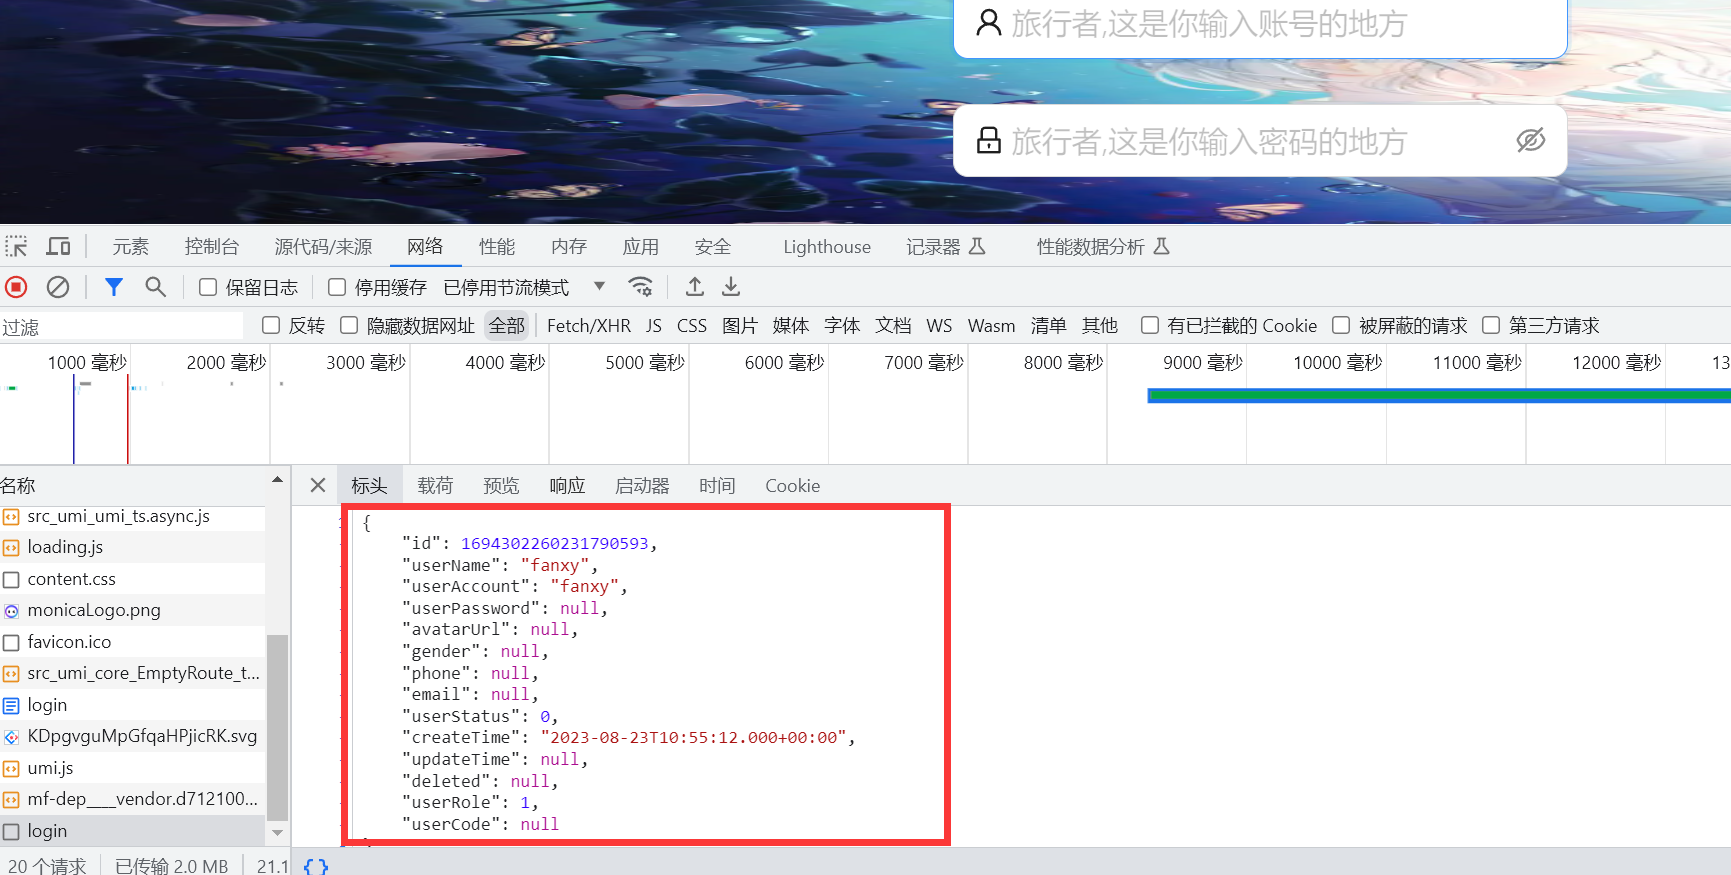 旅行者,这是你输入账号的地方
旅行者,这是你输入密码的地方
元素 控制台 源代码/来源 网络 性能 内存 应用 安全 Lighthouse 记录器 性能数据分析
保留日志 停用缓存 已停用节流模式
过滤 反转 隐藏数据网址 全部 Fetch/XHR JS CSS 图片 媒体 字体 文档 WS Wasm 清单 其他 有已拦截的 Cookie 被屏蔽的请求 第三方请求
1000 毫秒 2000 毫秒 3000 毫秒 4000 毫秒 5000 毫秒 6000 毫秒 7000 毫秒 8000 毫秒 9000 毫秒 10000 毫秒 11000 毫秒 12000 毫秒 13
名称
src_umi_umi_ts.async.js
loading.js
content.css
monicaLogo.png
favicon.ico
src_umi_core_EmptyRoute_t...
login
KDpgvguMpGfqaHPjicRK.svg
umi.js
mf-dep____vendor.d712100...
login
20 个请求 已传输 2.0 MB 21.1
标头 载荷 预览 响应 启动器 时间 Cookie
{
"id": 1694302260231790593,
"userName": "fanxy",
"userAccount": "fanxy",
"userPassword": null,
"avatarUrl": null,
"gender": null,
"phone": null,
"email": null,
"userStatus": 0,
"createTime": "2023-08-23T10:55:12.000+00:00",
"updateTime": null,
"deleted": null,
"userRole": 1,
"userCode": null
{}